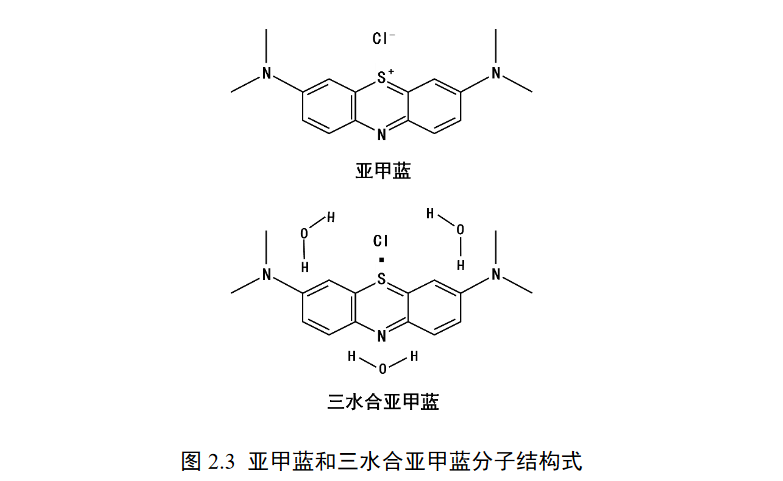 Cl⁻
N S⁺ N
N
亚甲蓝
H H
O O
Cl
H H
N S N
N
H O H
三水合亚甲蓝
图 2.3 亚甲蓝和三水合亚甲蓝分子结构式